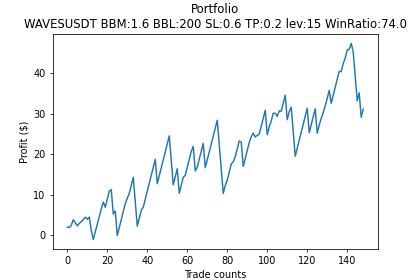 Portfolio
WAVESUSDT BBM:1.6 BBL:200 SL:0.6 TP:0.2 lev:15 WinRatio:74.0
Profit ($)
40
30
20
10
0
0 20 40 60 80 100 120 140
Trade counts